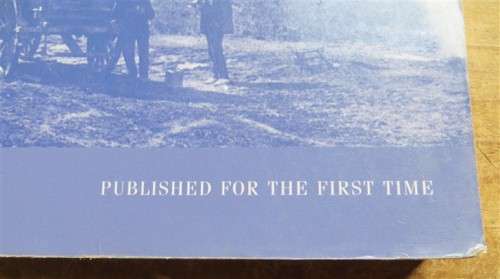 PUBLISHED FOR THE FIRST TIME